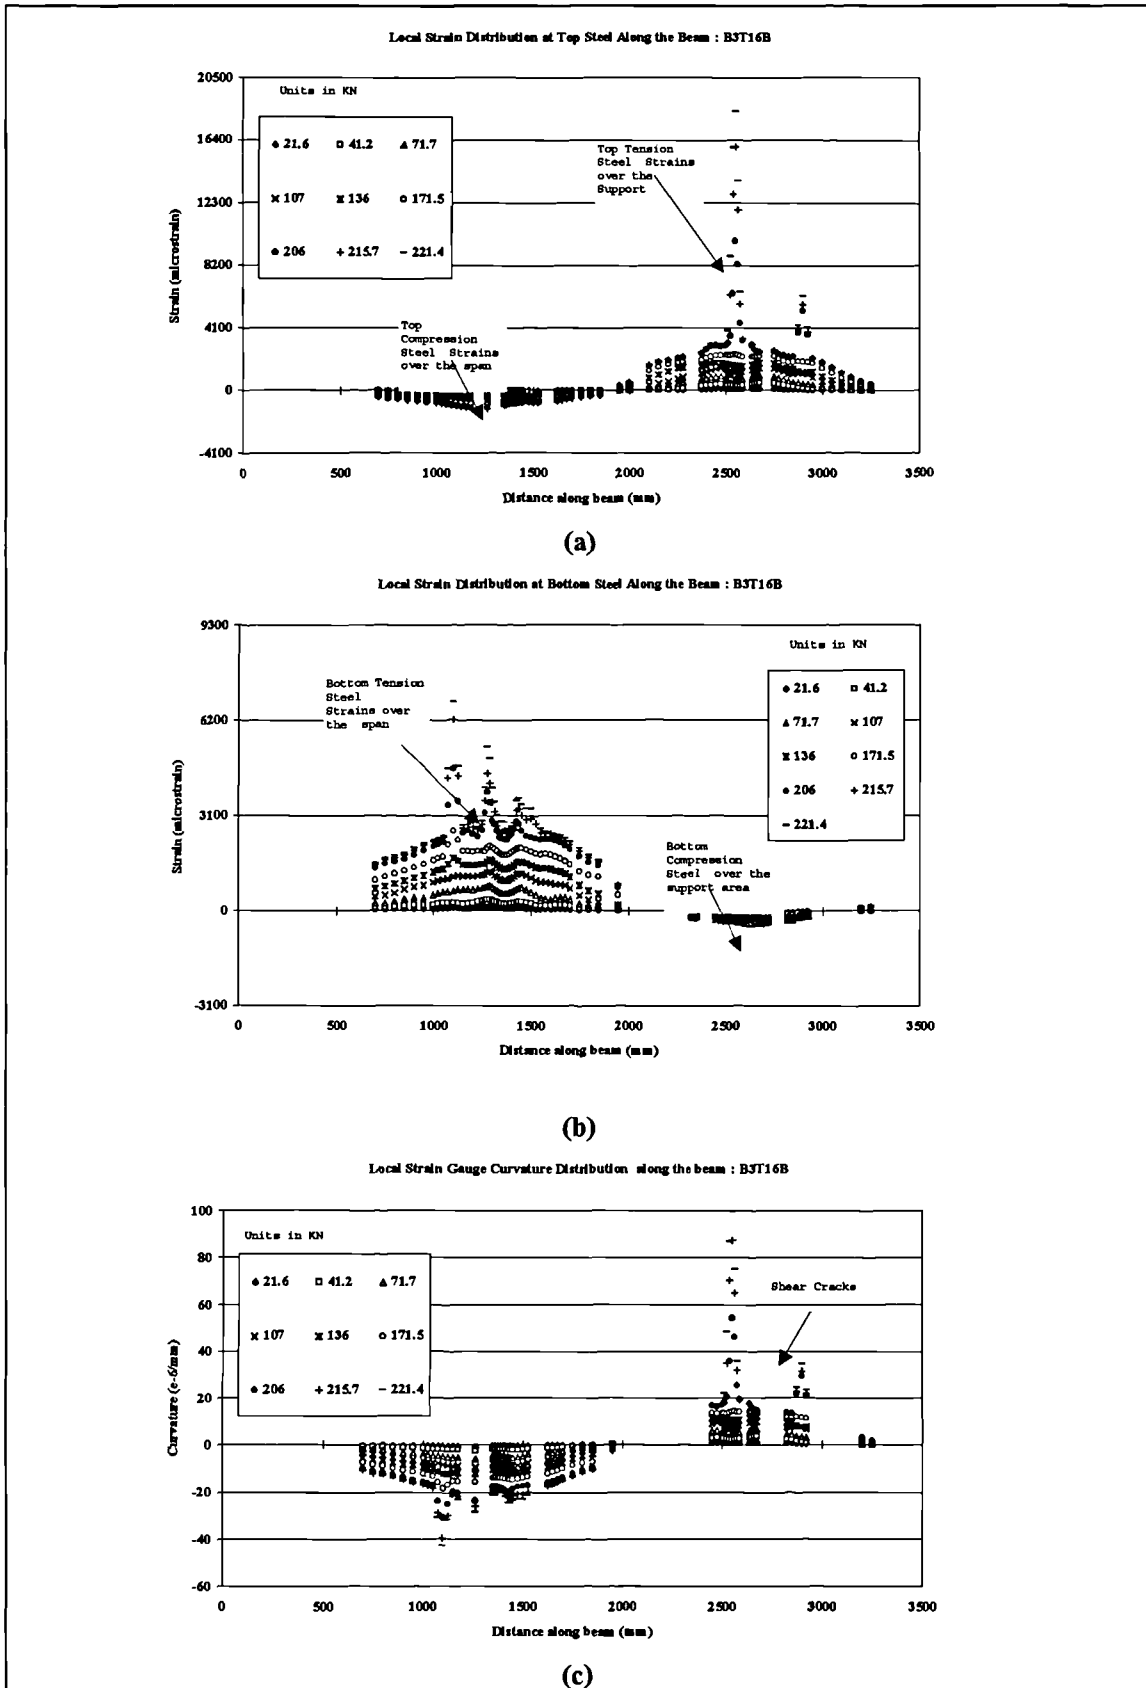 Local Strain Distribution at Top Steel Along the Beam : B3T16B
20500
16400
12300
8200
4100
0
-4100
Strain (microstrain)
Units in KN
21.6 41.2 71.7
107 136 171.5
206 215.7 221.4
Top Tension
Steel Strains
over the
Support
Top
Compression
Steel Strains
over the span
0 500 1000 1500 2000 2500 3000 3500
Distance along beam (mm)
(a)
Local Strain Distribution at Bottom Steel Along the Beam : B3T16B
9300
6200
3100
0
-3100
Strain (microstrain)
Units in KN
21.6 41.2
71.7 107
136 171.5
206 215.7
221.4
Bottom Tension
Steel
Strains over
the span
Bottom
Compression
Steel over the
support area
0 500 1000 1500 2000 2500 3000 3500
Distance along beam (mm)
(b)
Local Strain Gauge Curvature Distribution along the beam : B3T16B
100
80
60
40
20
0
-20
-40
-60
Curvature (e-6/mm)
Units in KN
21.6 41.2 71.7
107 136 171.5
206 215.7 221.4
Shear Cracks
0 500 1000 1500 2000 2500 3000 3500
Distance along beam (mm)
(c)